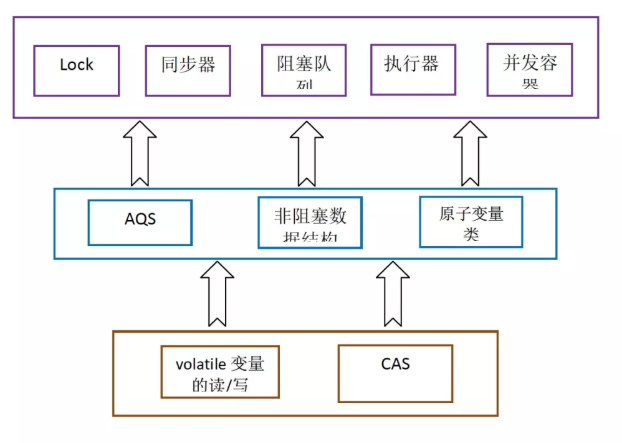 Lock
同步器
阻塞队
列
执行器
并发容
器
AQS
非阻塞数
据结构
原子变量
类
volatile 变量
的读/写
CAS